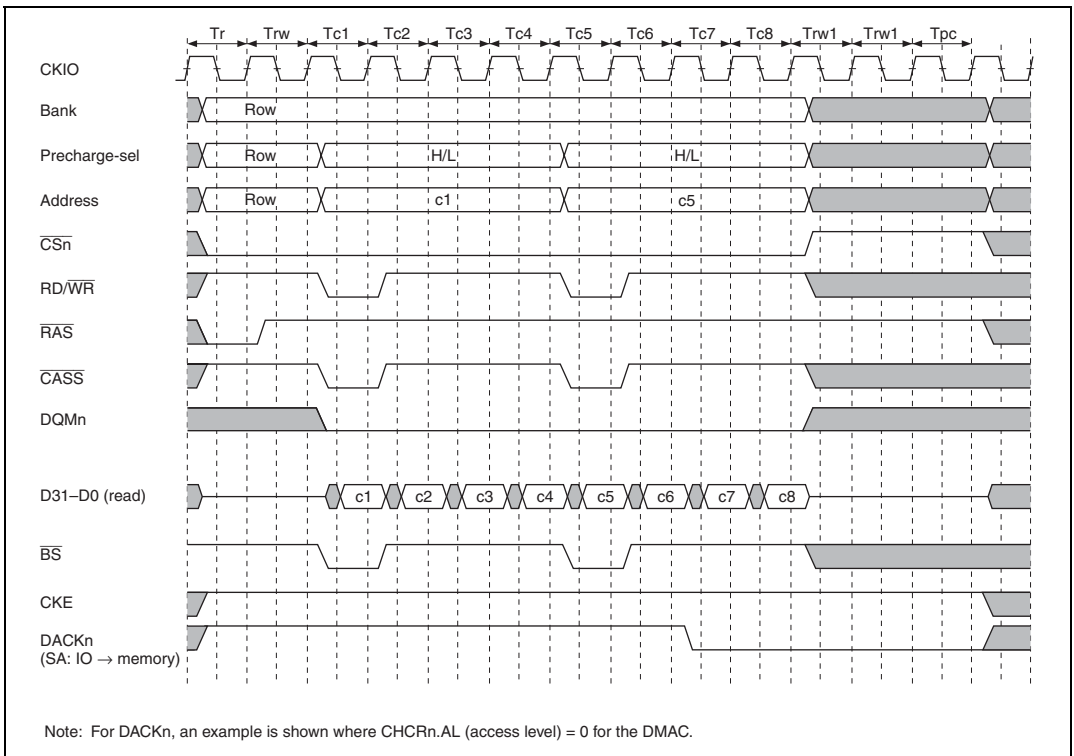 Tr Trw Tc1 Tc2 Tc3 Tc4 Tc5 Tc6 Tc7 Tc8 Trw1 Trw1 Tpc
CKIO
Bank Row
Precharge-sel Row H/L H/L
Address Row c1 c5
CSn
RD/WR
RAS
CASS
DQMn
D31–D0 (read) c1 c2 c3 c4 c5 c6 c7 c8
BS
CKE
DACKn
(SA: IO → memory)
Note: For DACKn, an example is shown where CHCRn.AL (access level) = 0 for the DMAC.